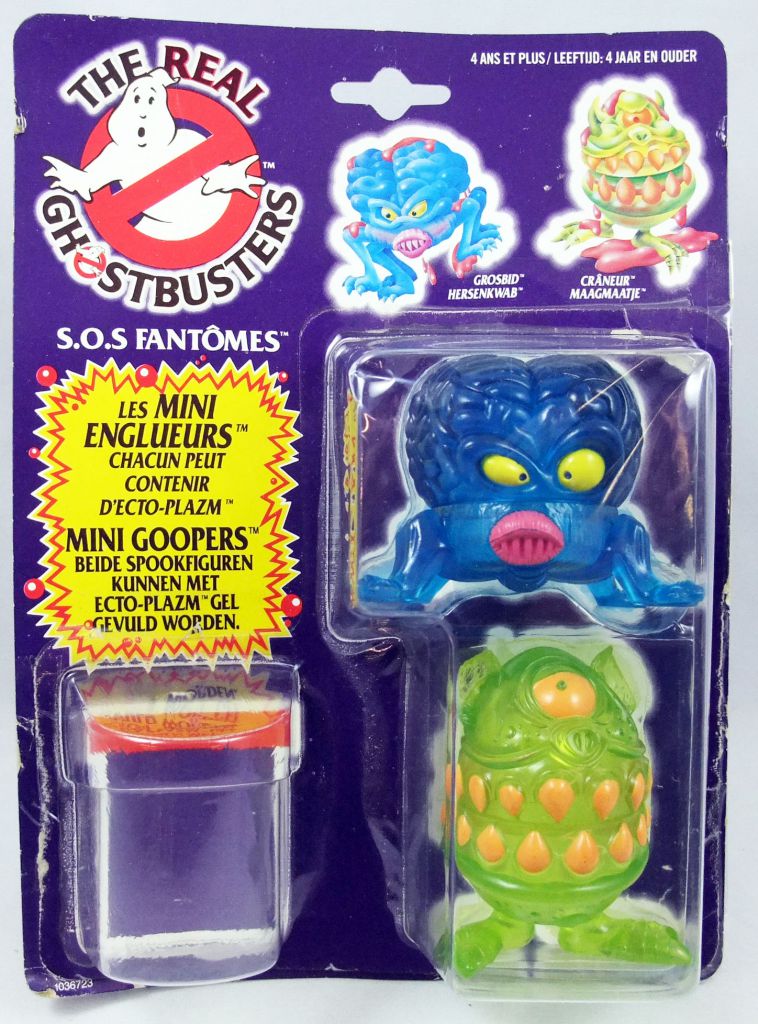 4 ANS ET PLUS / LEEFTIJD: 4 JAAR EN OUDER
THE REAL
GHOSTBUSTERS
TM
S.O.S FANTÔMES™
GROSBID™
HERSENKWAB™
CRÂNEUR™
MAAGMAATJE™
LES MINI
ENGLUEURS™
CHACUN PEUT
CONTENIR
D'ECTO-PLAZM™
MINI GOOPERS™
BEIDE SPOOKFIGUREN
KUNNEN MET
ECTO-PLAZM™ GEL
GEVULD WORDEN.
1036723